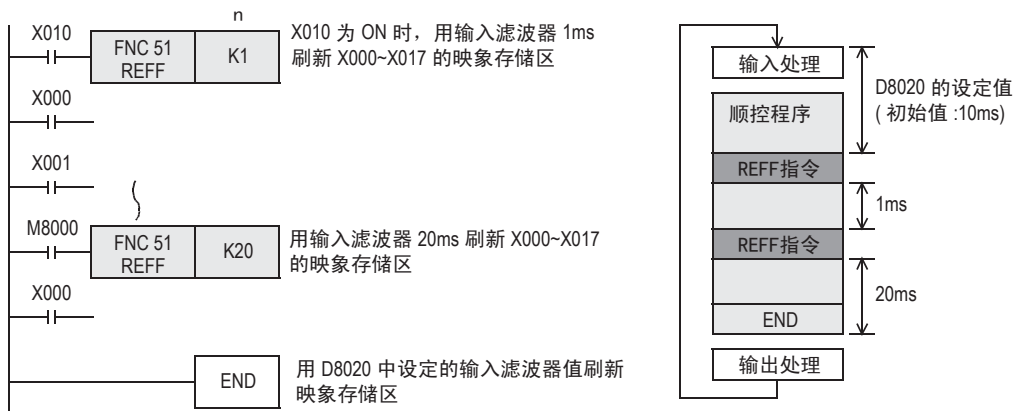 n
X010
FNC 51
REFF
K1
X010 为 ON 时，用输入滤波器 1ms
刷新 X000~X017 的映象存储区
X000
X001
M8000
FNC 51
REFF
K20
用输入滤波器 20ms 刷新 X000~X017
的映象存储区
X000
END
用 D8020 中设定的输入滤波器值刷新
映象存储区
输入处理
顺控程序
REFF指令
REFF指令
END
输出处理
D8020 的设定值
( 初始值 :10ms)
1ms
20ms